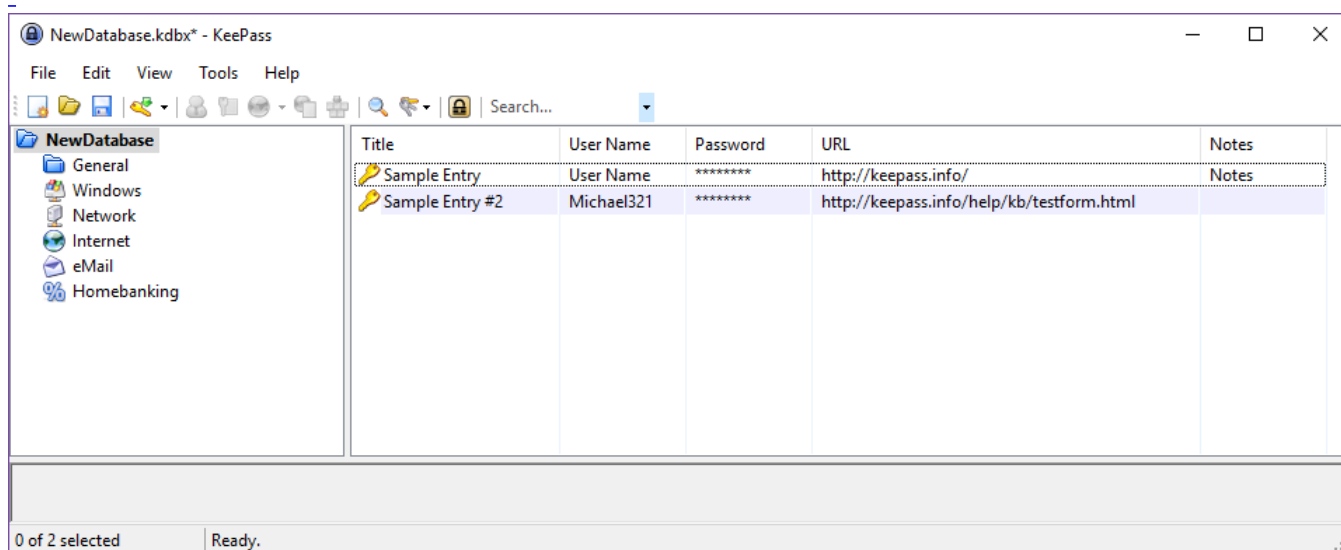 NewDatabase.kdbx* - KeePass
File Edit View Tools Help
Search...
NewDatabase
General
Windows
Network
Internet
eMail
Homebanking
Title User Name Password URL Notes
Sample Entry User Name ******** http://keepass.info/ Notes
Sample Entry #2 Michael321 ******** http://keepass.info/help/kb/testform.html
0 of 2 selected Ready.